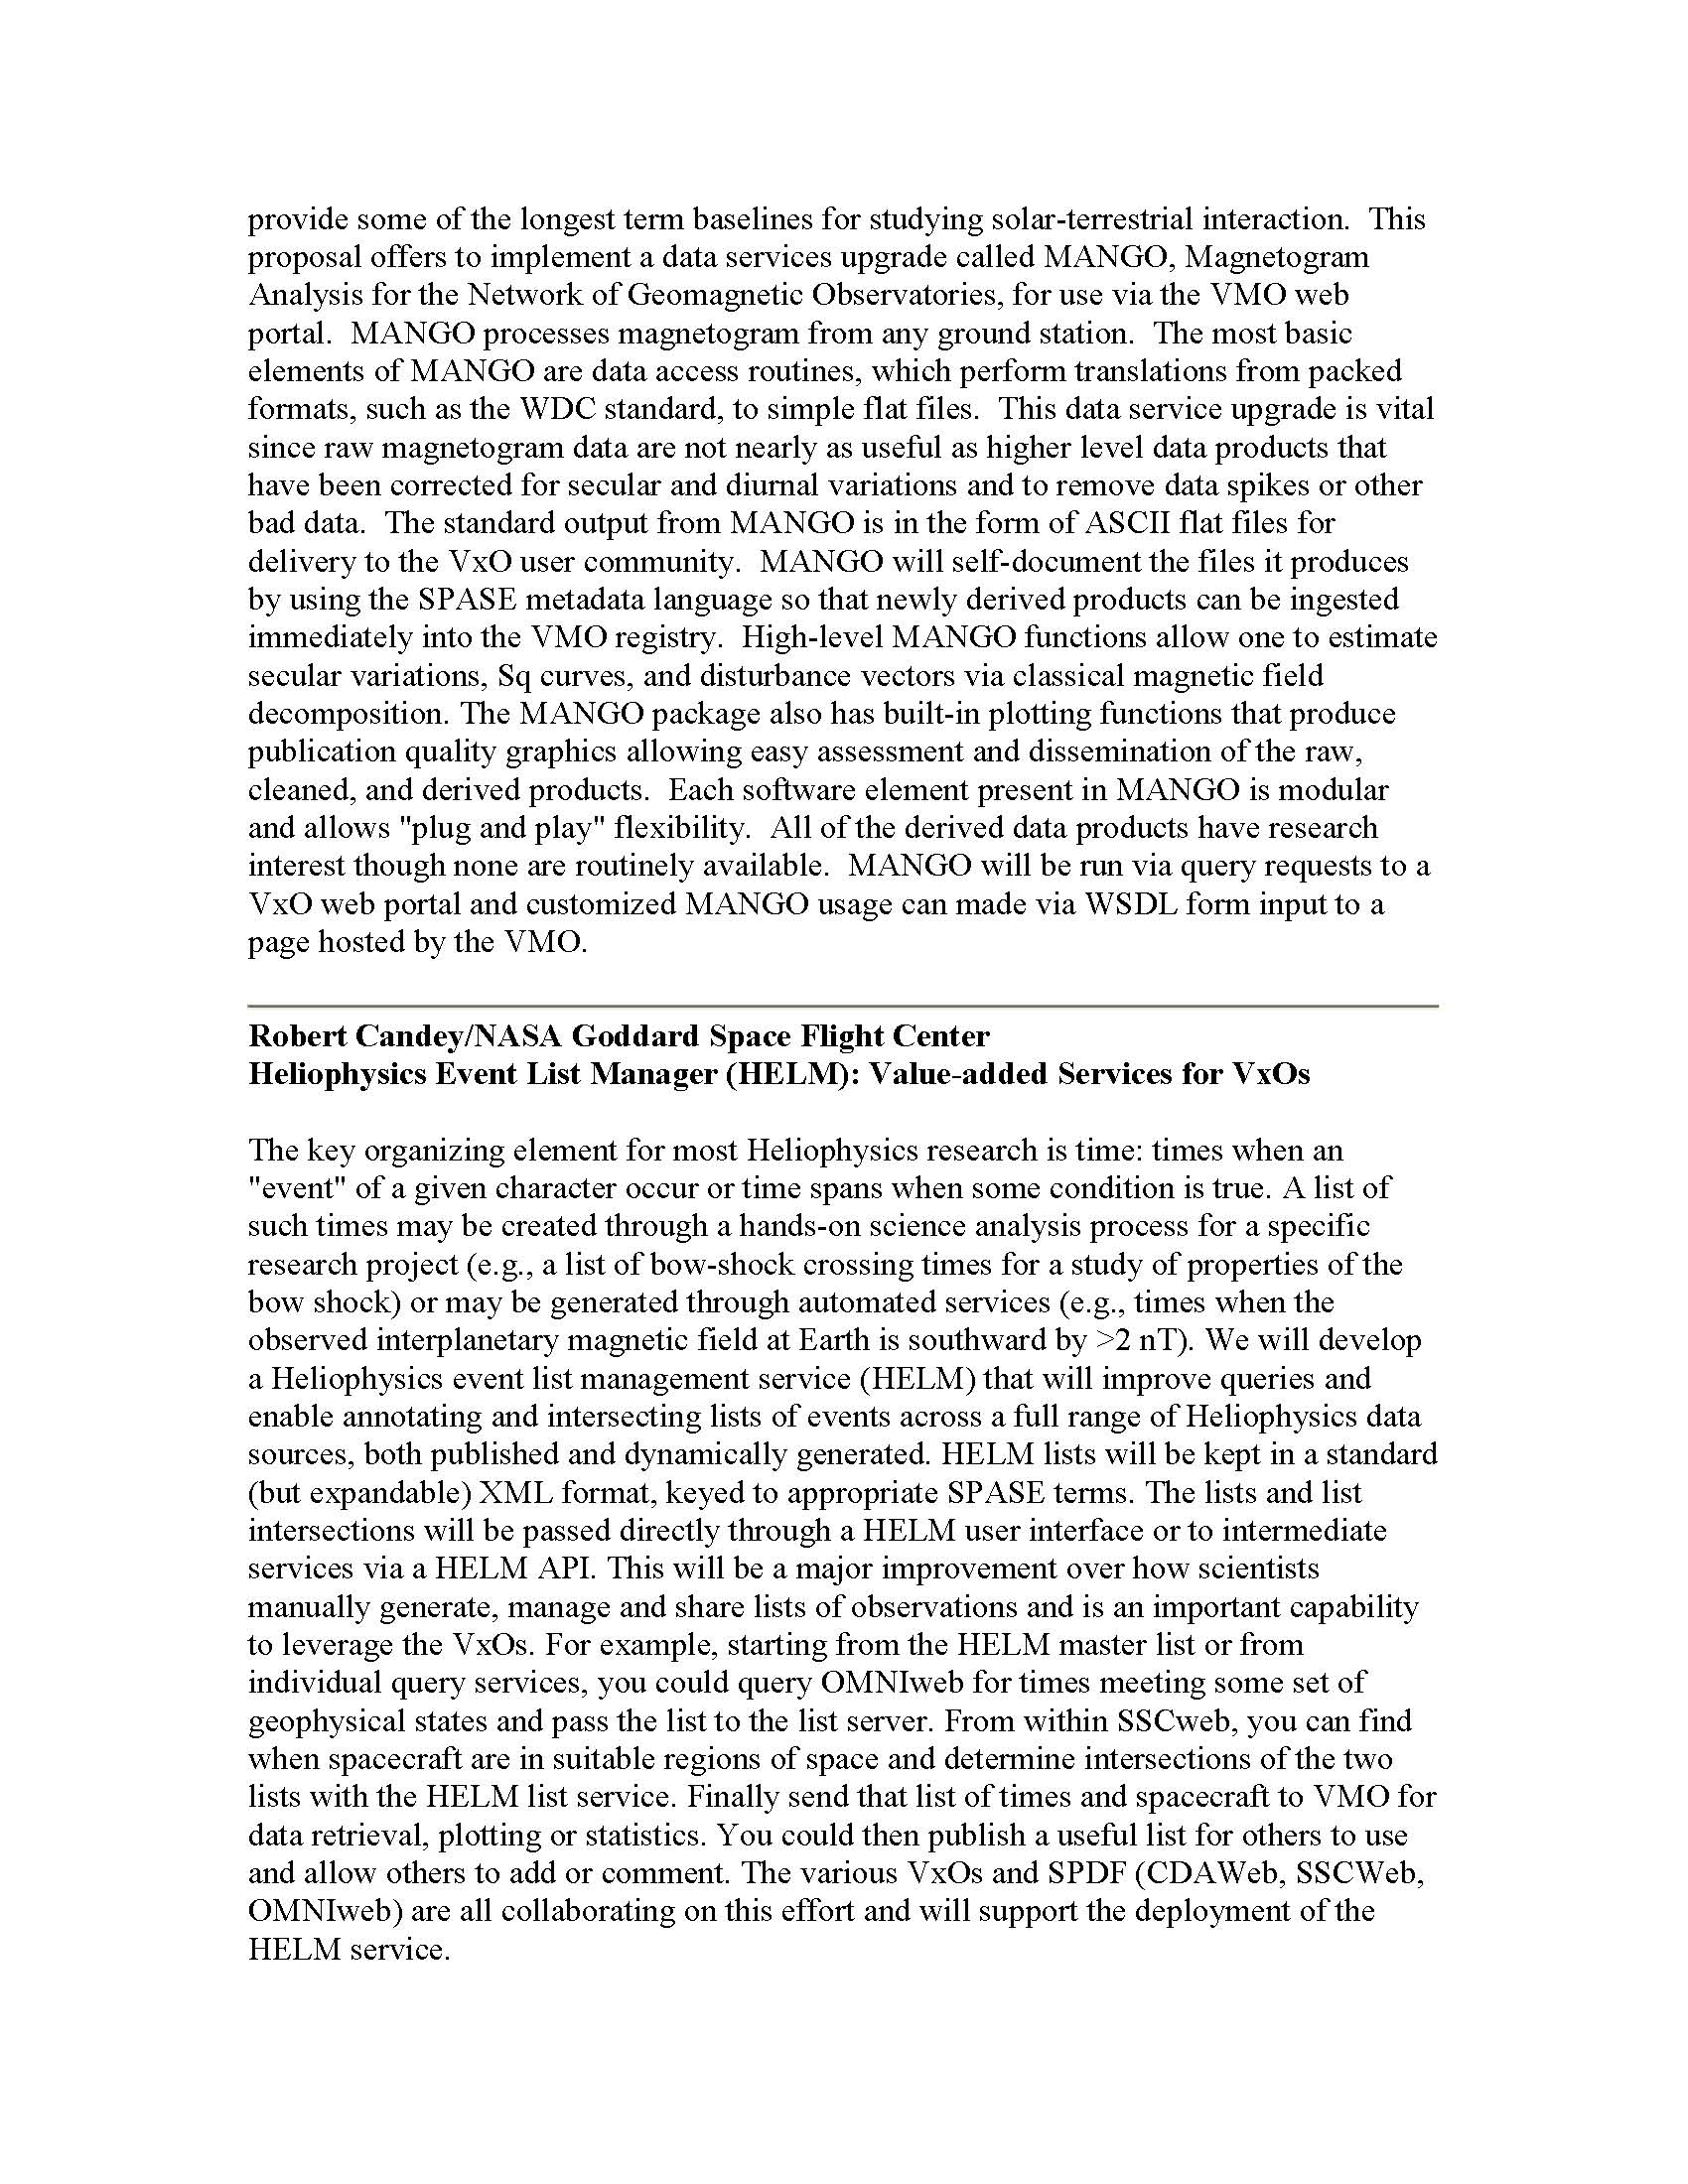 provide some of the longest term baselines for studying solar-terrestrial interaction.  This
proposal offers to implement a data services upgrade called MANGO, Magnetogram
Analysis for the Network of Geomagnetic Observatories, for use via the VMO web
portal.  MANGO processes magnetogram from any ground station.  The most basic
elements of MANGO are data access routines, which perform translations from packed
formats, such as the WDC standard, to simple flat files.  This data service upgrade is vital
since raw magnetogram data are not nearly as useful as higher level data products that
have been corrected for secular and diurnal variations and to remove data spikes or other
bad data.  The standard output from MANGO is in the form of ASCII flat files for
delivery to the VxO user community.  MANGO will self-document the files it produces
by using the SPASE metadata language so that newly derived products can be ingested
immediately into the VMO registry.  High-level MANGO functions allow one to estimate
secular variations, Sq curves, and disturbance vectors via classical magnetic field
decomposition. The MANGO package also has built-in plotting functions that produce
publication quality graphics allowing easy assessment and dissemination of the raw,
cleaned, and derived products.  Each software element present in MANGO is modular
and allows "plug and play" flexibility.  All of the derived data products have research
interest though none are routinely available.  MANGO will be run via query requests to a
VxO web portal and customized MANGO usage can made via WSDL form input to a
page hosted by the VMO.
Robert Candey/NASA Goddard Space Flight Center
Heliophysics Event List Manager (HELM): Value-added Services for VxOs
The key organizing element for most Heliophysics research is time: times when an
"event" of a given character occur or time spans when some condition is true. A list of
such times may be created through a hands-on science analysis process for a specific
research project (e.g., a list of bow-shock crossing times for a study of properties of the
bow shock) or may be generated through automated services (e.g., times when the
observed interplanetary magnetic field at Earth is southward by >2 nT). We will develop
a Heliophysics event list management service (HELM) that will improve queries and
enable annotating and intersecting lists of events across a full range of Heliophysics data
sources, both published and dynamically generated. HELM lists will be kept in a standard
(but expandable) XML format, keyed to appropriate SPASE terms. The lists and list
intersections will be passed directly through a HELM user interface or to intermediate
services via a HELM API. This will be a major improvement over how scientists
manually generate, manage and share lists of observations and is an important capability
to leverage the VxOs. For example, starting from the HELM master list or from
individual query services, you could query OMNIweb for times meeting some set of
geophysical states and pass the list to the list server. From within SSCweb, you can find
when spacecraft are in suitable regions of space and determine intersections of the two
lists with the HELM list service. Finally send that list of times and spacecraft to VMO for
data retrieval, plotting or statistics. You could then publish a useful list for others to use
and allow others to add or comment. The various VxOs and SPDF (CDAWeb, SSCWeb,
OMNIweb) are all collaborating on this effort and will support the deployment of the
HELM service.